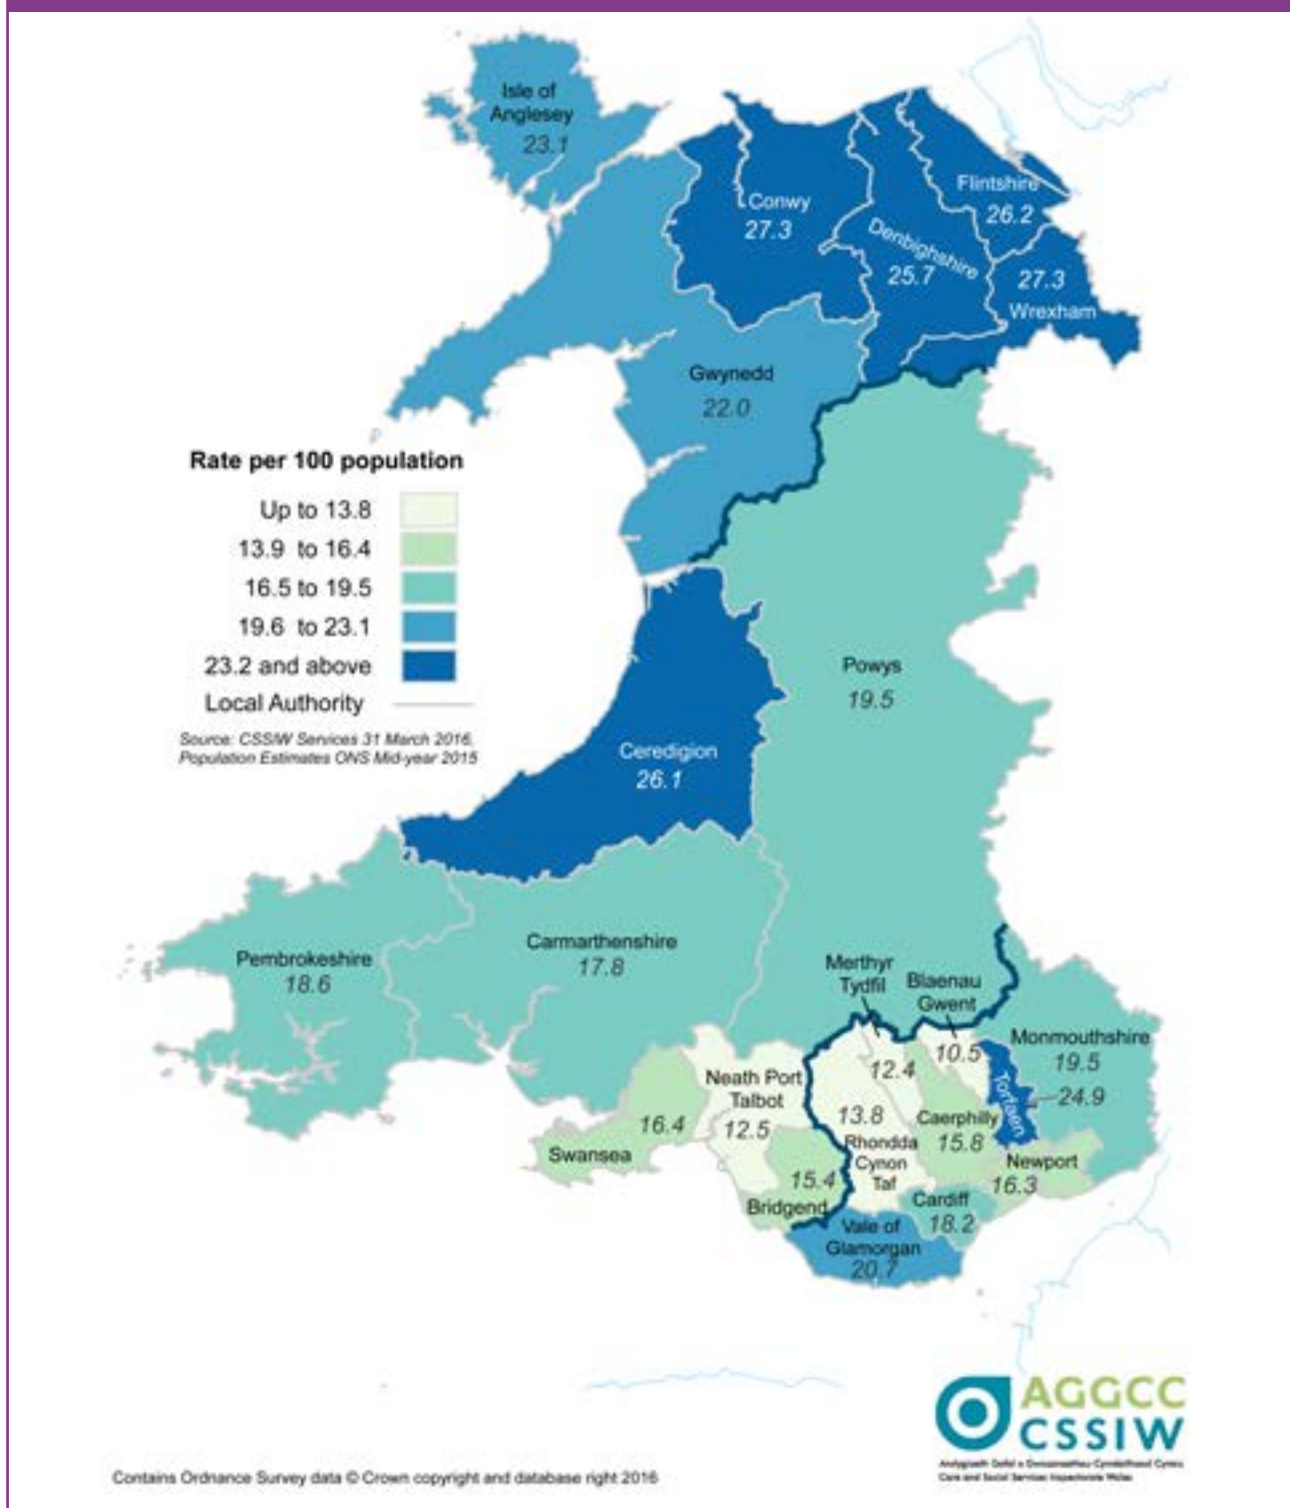 Isle of
Anglesey
23.1
Conwy
27.3
Flintshire
26.2
Denbighshire
25.7
27.3
Wrexham
Gwynedd
22.0
Rate per 100 population
Up to 13.8
13.9 to 16.4
16.5 to 19.5
19.6 to 23.1
23.2 and above
Local Authority
Source: CSSIW Services 31 March 2016,
Population Estimates ONS Mid-year 2015
Powys
19.5
Ceredigion
26.1
Pembrokeshire
18.6
Carmarthenshire
17.8
Merthyr
Tydfil
12.4
Blaenau
Gwent
10.5
Monmouthshire
19.5
Torfaen
24.9
Neath Port
Talbot
12.5
16.4
Swansea
13.8
Rhondda
Cynon
Taf
Caerphilly
15.8
Newport
16.3
15.4
Bridgend
Cardiff
18.2
Vale of
Glamorgan
20.7
AGGCC
CSSIW
Arolygiaeth Gofal a Gwasanaethau Cymdeithasol Cymru
Care and Social Services Inspectorate Wales
Contains Ordnance Survey data © Crown copyright and database right 2016